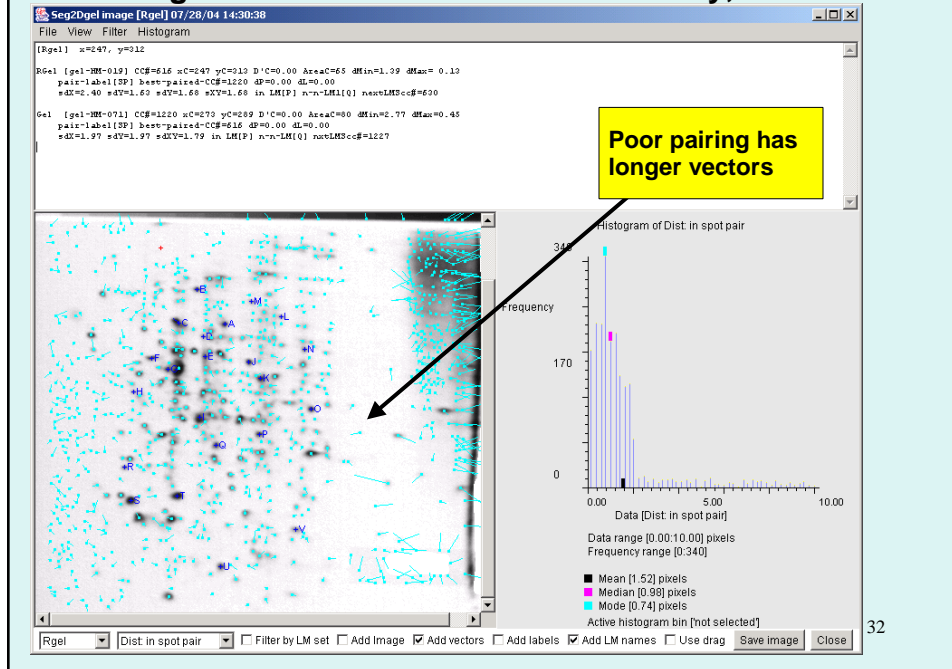 Seg2Dgel image [Rgel] 07/28/04 14:30:38
File View Filter Histogram
[Rgel] x=247, y=312
RGel [gel-HM-019] CC#=616 xC=247 yC=313 D'C=0.00 AreaC=65 dMin=1.39 dMax= 0.13
pair-label[SP] best-paired-CC#=1220 dP=0.00 dL=0.00
sdX=2.40 sdY=1.63 sdY=1.68 sXY=1.68 in LM[P] n-n-LM1[Q] nextLM3cc#=630
Gel [gel-HM-071] CC#=1220 xC=273 yC=289 D'C=0.00 AreaC=80 dMin=2.77 dMax=0.45
pair-label[SP] best-paired-CC#=616 dP=0.00 dL=0.00
sdX=1.97 sdY=1.97 sdXY=1.79 in LM[P] n-n-LM[Q] nxtLM3cc#=1227
Poor pairing has
longer vectors
Histogram of Dist: in spot pair
340
Frequency
170
0
0.00 5.00 10.00
Data [Dist: in spot pair]
Data range [0.00:10.00] pixels
Frequency range [0:340]
Mean [1.52] pixels
Median [0.98] pixels
Mode [0.74] pixels
Active histogram bin ['not selected']
B
M
L
C
A
D
N
F
E
J
K
H
O
I
P
Q
R
S
T
V
U
Rgel Dist: in spot pair Filter by LM set Add Image Add vectors Add labels Add LM names Use drag Save image Close
32